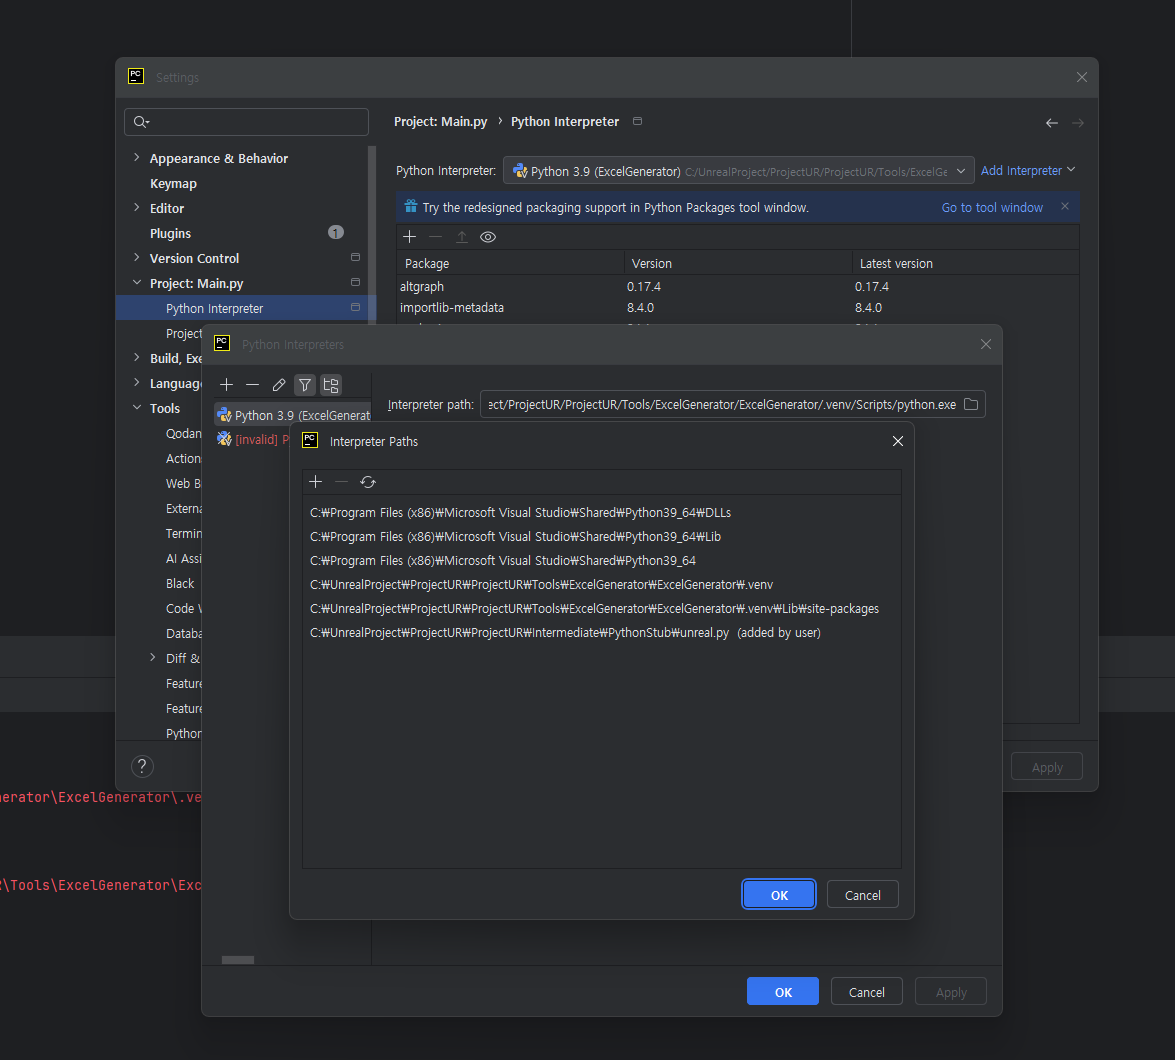 PC Settings
Project: Main.py › Python Interpreter
Appearance & Behavior
Keymap
Editor
Plugins 1
Version Control
Project: Main.py
Python Interpreter
Project
Build, Exe
Language
Tools
Qodan
Action
Web B
Externa
Termin
AI Assi
Black
Code
Databa
Diff &
Feature
Feature
Python
?
Python Interpreter: Python 3.9 (ExcelGenerator) C:/UnrealProject/ProjectUR/ProjectUR/Tools/ExcelGe
Add Interpreter
Try the redesigned packaging support in Python Packages tool window. Go to tool window
Package Version Latest version
altgraph 0.17.4 0.17.4
importlib-metadata 8.4.0 8.4.0
Apply
PC Python Interpreters
Python 3.9 (ExcelGenerat
[invalid] P
Interpreter path: ect/ProjectUR/ProjectUR/Tools/ExcelGenerator/ExcelGenerator/.venv/Scripts/python.exe
PC Interpreter Paths
C:₩Program Files (x86)₩Microsoft Visual Studio₩Shared₩Python39_64₩DLLs
C:₩Program Files (x86)₩Microsoft Visual Studio₩Shared₩Python39_64₩Lib
C:₩Program Files (x86)₩Microsoft Visual Studio₩Shared₩Python39_64
C:₩UnrealProject₩ProjectUR₩ProjectUR₩Tools₩ExcelGenerator₩ExcelGenerator₩.venv
C:₩UnrealProject₩ProjectUR₩ProjectUR₩Tools₩ExcelGenerator₩ExcelGenerator₩.venv₩Lib₩site-packages
C:₩UnrealProject₩ProjectUR₩ProjectUR₩Intermediate₩PythonStub₩unreal.py (added by user)
OK Cancel
OK Cancel Apply
nerator\ExcelGenerator\.ve
R\Tools\ExcelGenerator\Exc